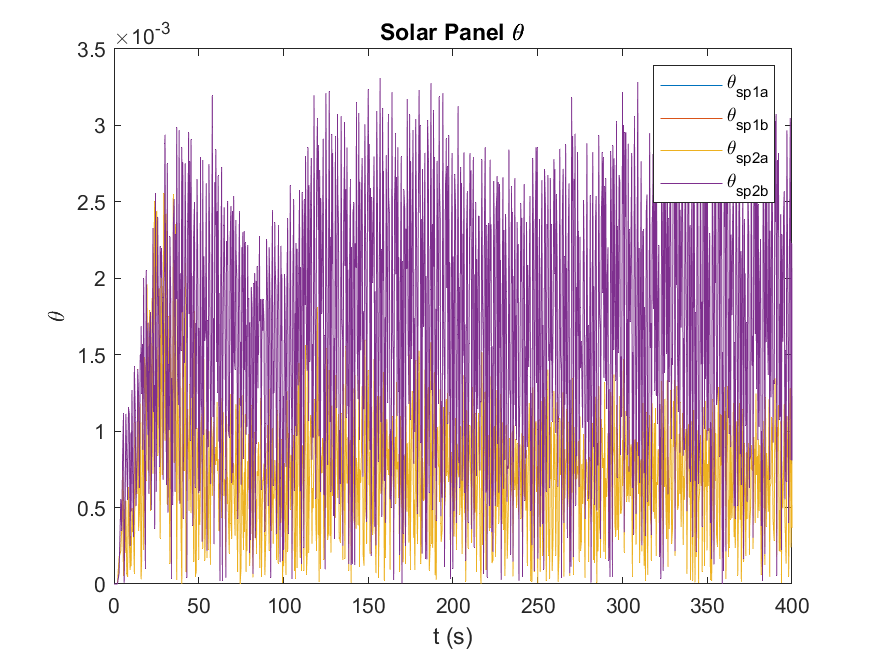 Solar Panel θ
×10-3
3.5
3
2.5
2
1.5
1
0.5
0
θ
θsp1a
θsp1b
θsp2a
θsp2b
0 50 100 150 200 250 300 350 400
t (s)